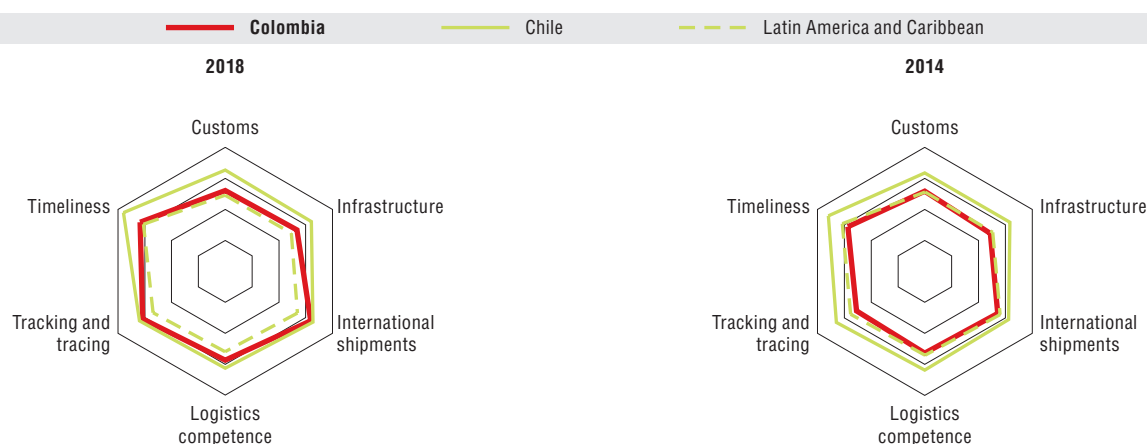 Colombia
Chile
Latin America and Caribbean
2018
Customs
Timeliness
Infrastructure
Tracking and
tracing
International
shipments
Logistics
competence
2014
Customs
Timeliness
Infrastructure
Tracking and
tracing
International
shipments
Logistics
competence